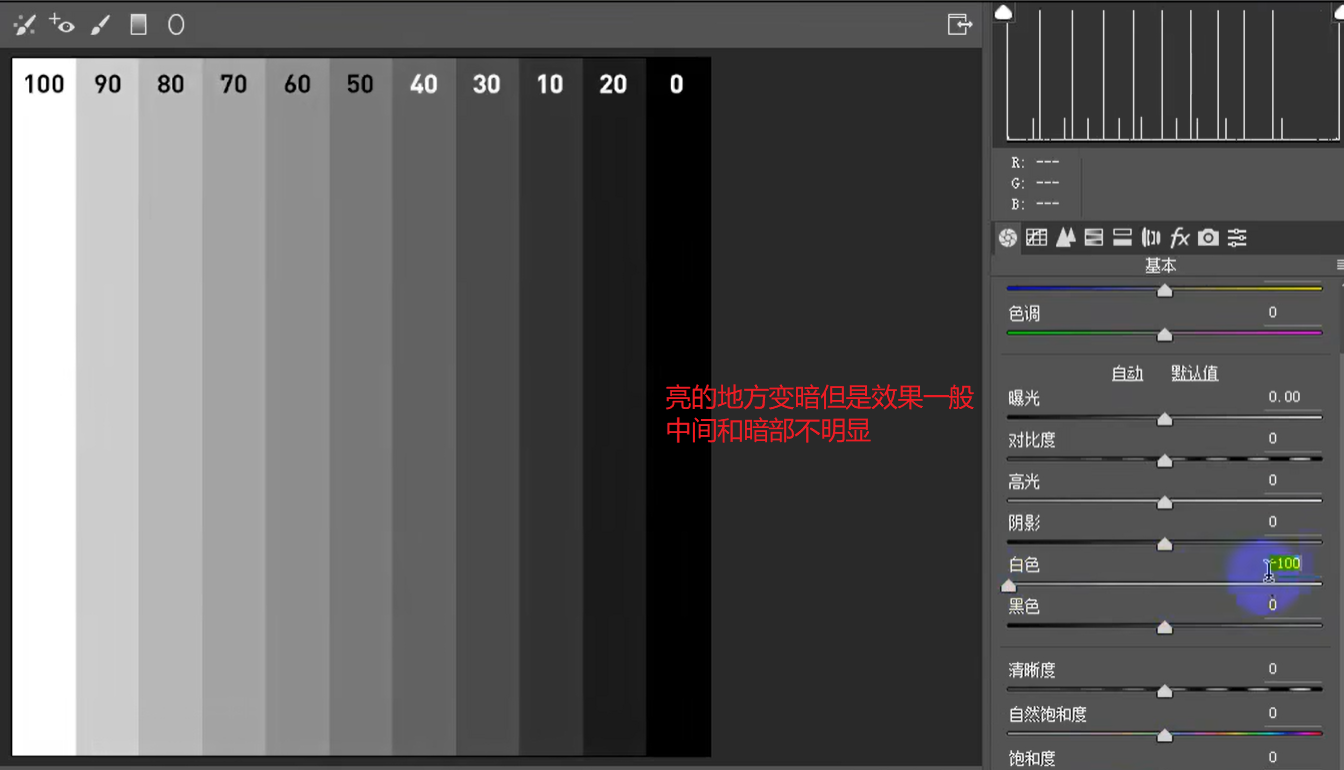 100 90 80 70 60 50 40 30 10 20 0
R: ---
G: ---
B: ---
fx
基本
色调 0
自动 默认值
曝光 0.00
对比度 0
高光 0
阴影 0
白色 -100
黑色 0
清晰度 0
自然饱和度 0
饱和度 0
亮的地方变暗但是效果一般
中间和暗部不明显